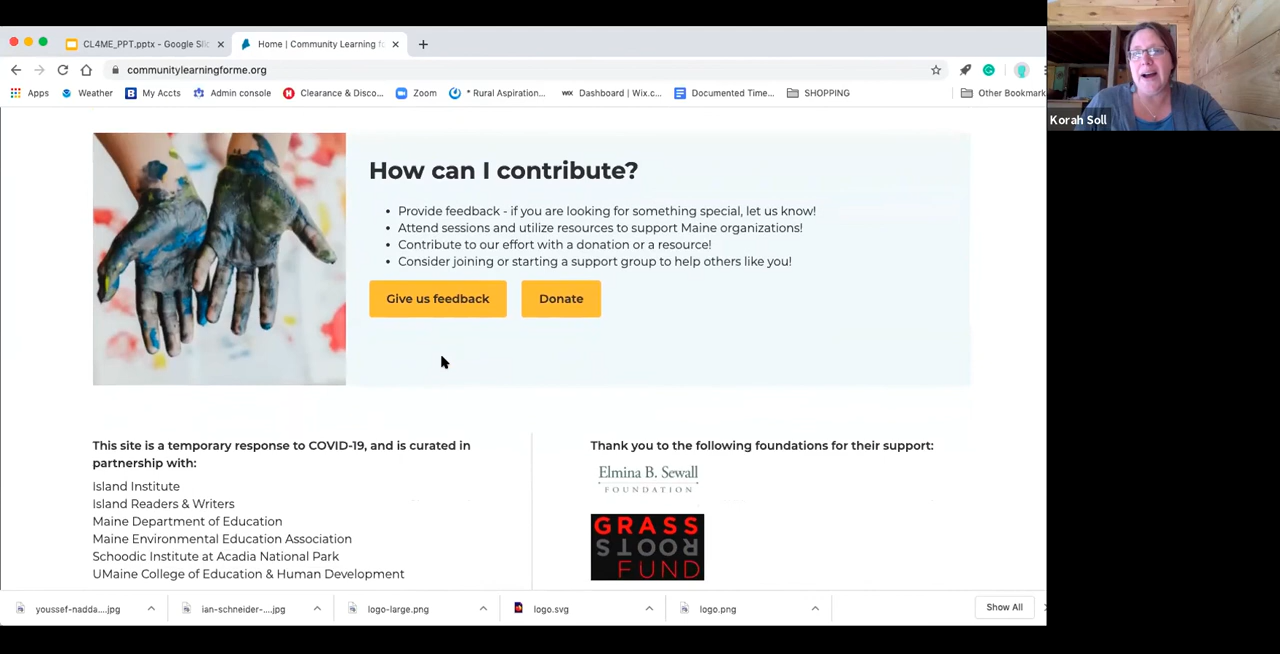 CL4ME_PPT.pptx - Google Slic
Home | Community Learning fo
communitylearningforme.org
Apps
Weather
My Accts
Admin console
Clearance & Disco...
Zoom
* Rural Aspiration...
WIX
Dashboard | Wix.c...
Documented Time...
SHOPPING
Other Bookmark
Korah Soll
How can I contribute?
• Provide feedback - if you are looking for something special, let us know!
• Attend sessions and utilize resources to support Maine organizations!
• Contribute to our effort with a donation or a resource!
• Consider joining or starting a support group to help others like you!
Give us feedback
Donate
This site is a temporary response to COVID-19, and is curated in
partnership with:
Island Institute
Island Readers & Writers
Maine Department of Education
Maine Environmental Education Association
Schoodic Institute at Acadia National Park
UMaine College of Education & Human Development
Thank you to the following foundations for their support:
Elmina B. Sewall
FOUNDATION
GRASS
ROOTS
FUND
youssef-nadda....jpg
ian-schneider-....jpg
logo-large.png
logo.svg
logo.png
Show All